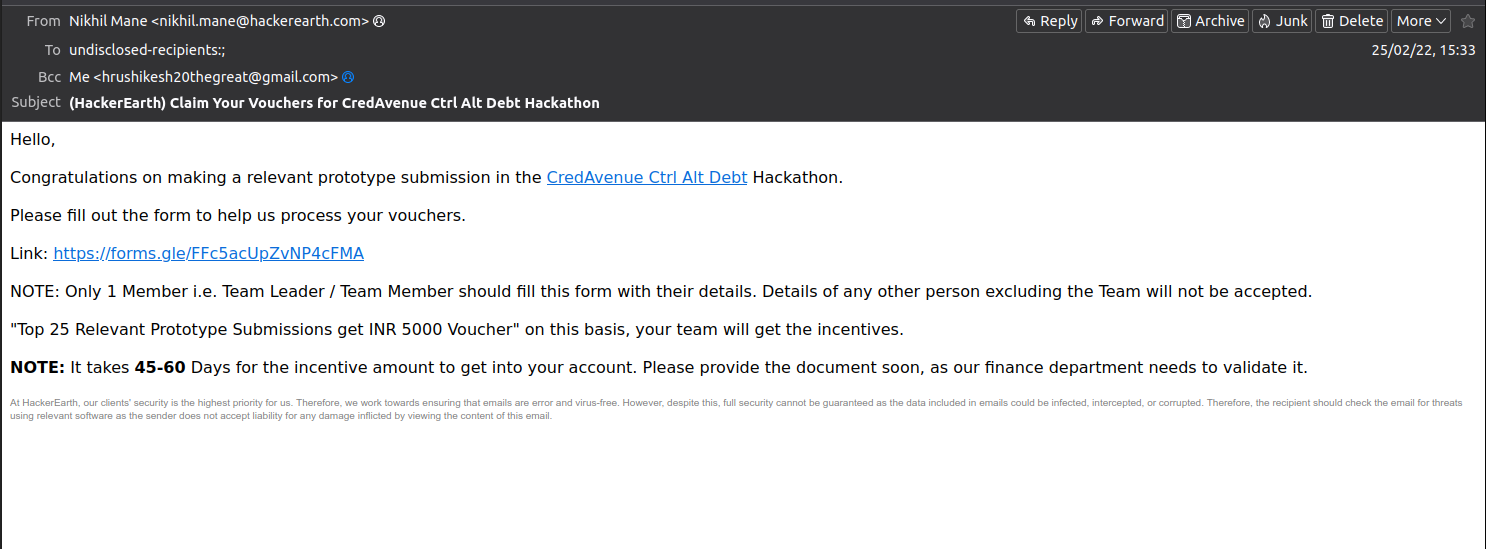 From Nikhil Mane <nikhil.mane@hackerearth.com>
Reply Forward Archive Junk Delete More
To undisclosed-recipients:;
25/02/22, 15:33
Bcc Me <hrushikesh20thegreat@gmail.com>
Subject (HackerEarth) Claim Your Vouchers for CredAvenue Ctrl Alt Debt Hackathon
Hello,
Congratulations on making a relevant prototype submission in the CredAvenue Ctrl Alt Debt Hackathon.
Please fill out the form to help us process your vouchers.
Link: https://forms.gle/FFc5acUpZvNP4cFMA
NOTE: Only 1 Member i.e. Team Leader / Team Member should fill this form with their details. Details of any other person excluding the Team will not be accepted.
"Top 25 Relevant Prototype Submissions get INR 5000 Voucher" on this basis, your team will get the incentives.
NOTE: It takes 45-60 Days for the incentive amount to get into your account. Please provide the document soon, as our finance department needs to validate it.
At HackerEarth, our clients' security is the highest priority for us. Therefore, we work towards ensuring that emails are error and virus-free. However, despite this, full security cannot be guaranteed as the data included in emails could be infected, intercepted, or corrupted. Therefore, the recipient should check the email for threats
using relevant software as the sender does not accept liability for any damage inflicted by viewing the content of this email.